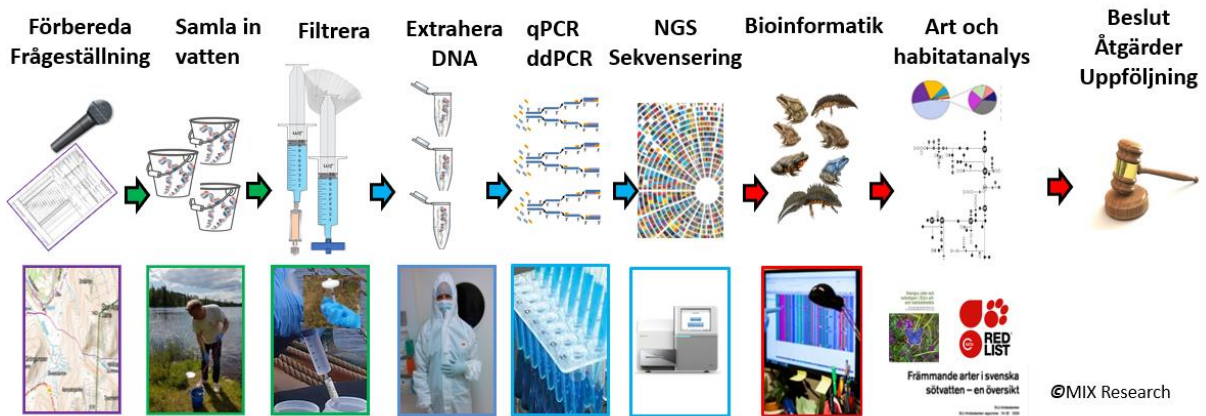 Förbereda
Frågeställning
Samla in
vatten
Filtrera
Extrahera
DNA
qPCR
ddPCR
NGS
Sekvensering
Bioinformatik
Art och
habitatanalys
Beslut
Åtgärder
Uppföljning
RED
LIST
Främmande arter i svenska
sötvatten – en översikt
©MIX Research